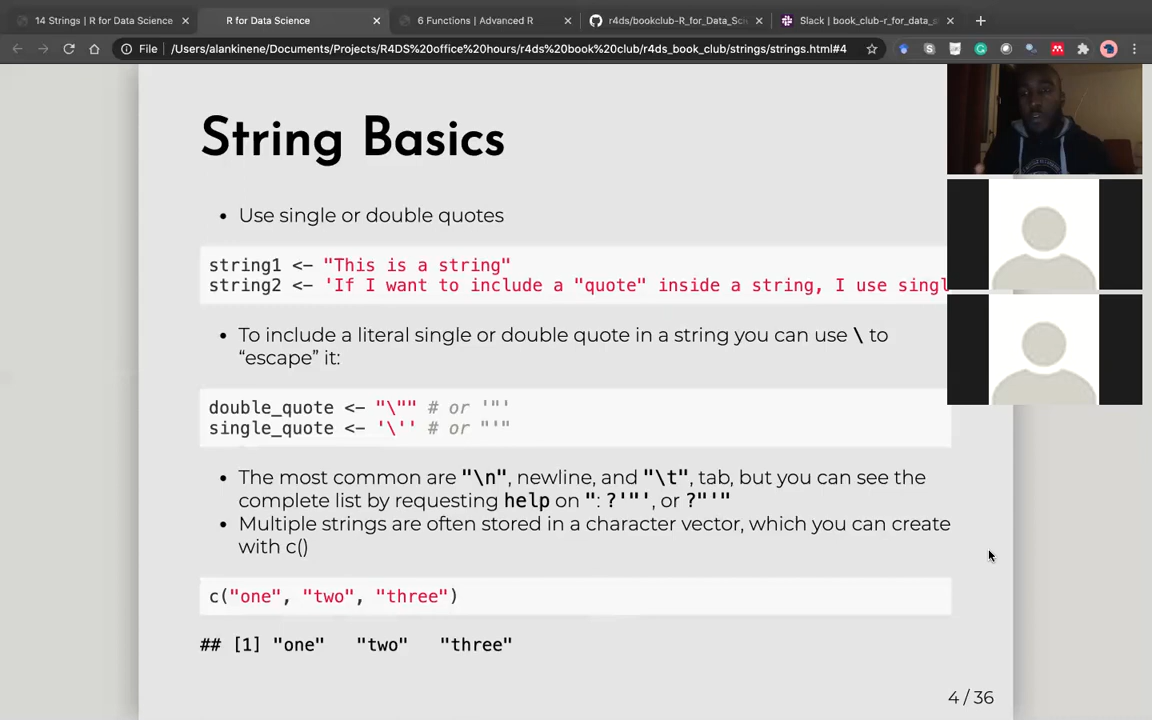 14 Strings | R for Data Science
R for Data Science
6 Functions | Advanced R
r4ds/bookclub-R_for_Data_Sci
Slack | book_club-r_for_data_s
File
/Users/alankinene/Documents/Projects/R4DS%20office%20hours/r4ds%20book%20club/r4ds_book_club/strings/strings.html#4
String Basics
• Use single or double quotes
string1 <- "This is a string"
string2 <- 'If I want to include a "quote" inside a string, I use singl
• To include a literal single or double quote in a string you can use \ to
“escape” it:
double_quote <- "\"" # or '"'
single_quote <- '\'' # or "'"
• The most common are "\n", newline, and "\t", tab, but you can see the
complete list by requesting help on ": ?'"', or ?"'"
• Multiple strings are often stored in a character vector, which you can create
with c()
c("one", "two", "three")
## [1] "one" "two" "three"
4 / 36